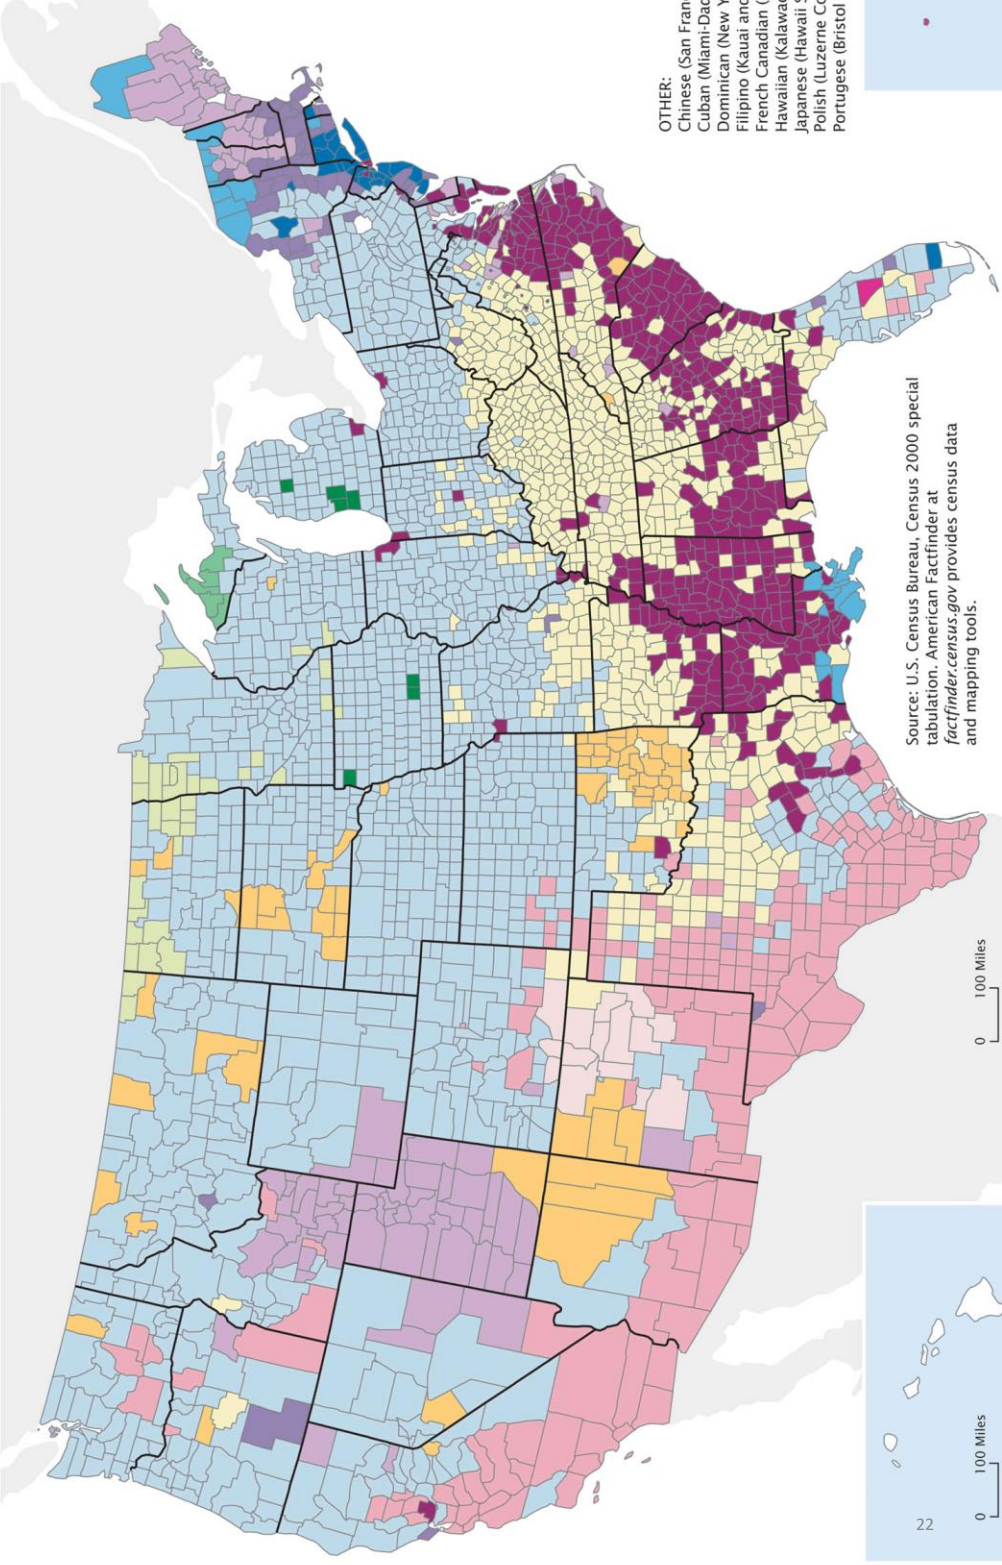 OTHER:
Chinese (San Fran
Cuban (Miami-Dad
Dominican (New Y
Filipino (Kauai and
French Canadian (
Hawaiian (Kalawao
Japanese (Hawaii S
Polish (Luzerne Co
Portugese (Bristol
Source: U.S. Census Bureau, Census 2000 special
tabulation. American Factfinder at
factfinder.census.gov provides census data
and mapping tools.
0 100 Miles
0 100 Miles
22